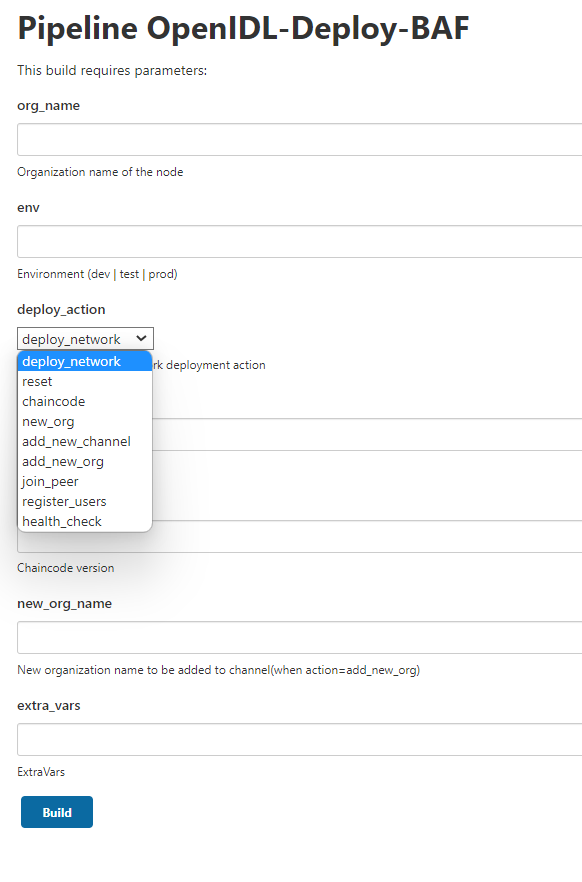 Pipeline OpenIDL-Deploy-BAF
This build requires parameters:
org_name
Organization name of the node
env
Environment (dev | test | prod)
deploy_action
deploy_network
deploy_network
rk deployment action
reset
chaincode
new_org
add_new_channel
add_new_org
join_peer
register_users
health_check
Chaincode version
new_org_name
New organization name to be added to channel(when action=add_new_org)
extra_vars
ExtraVars
Build